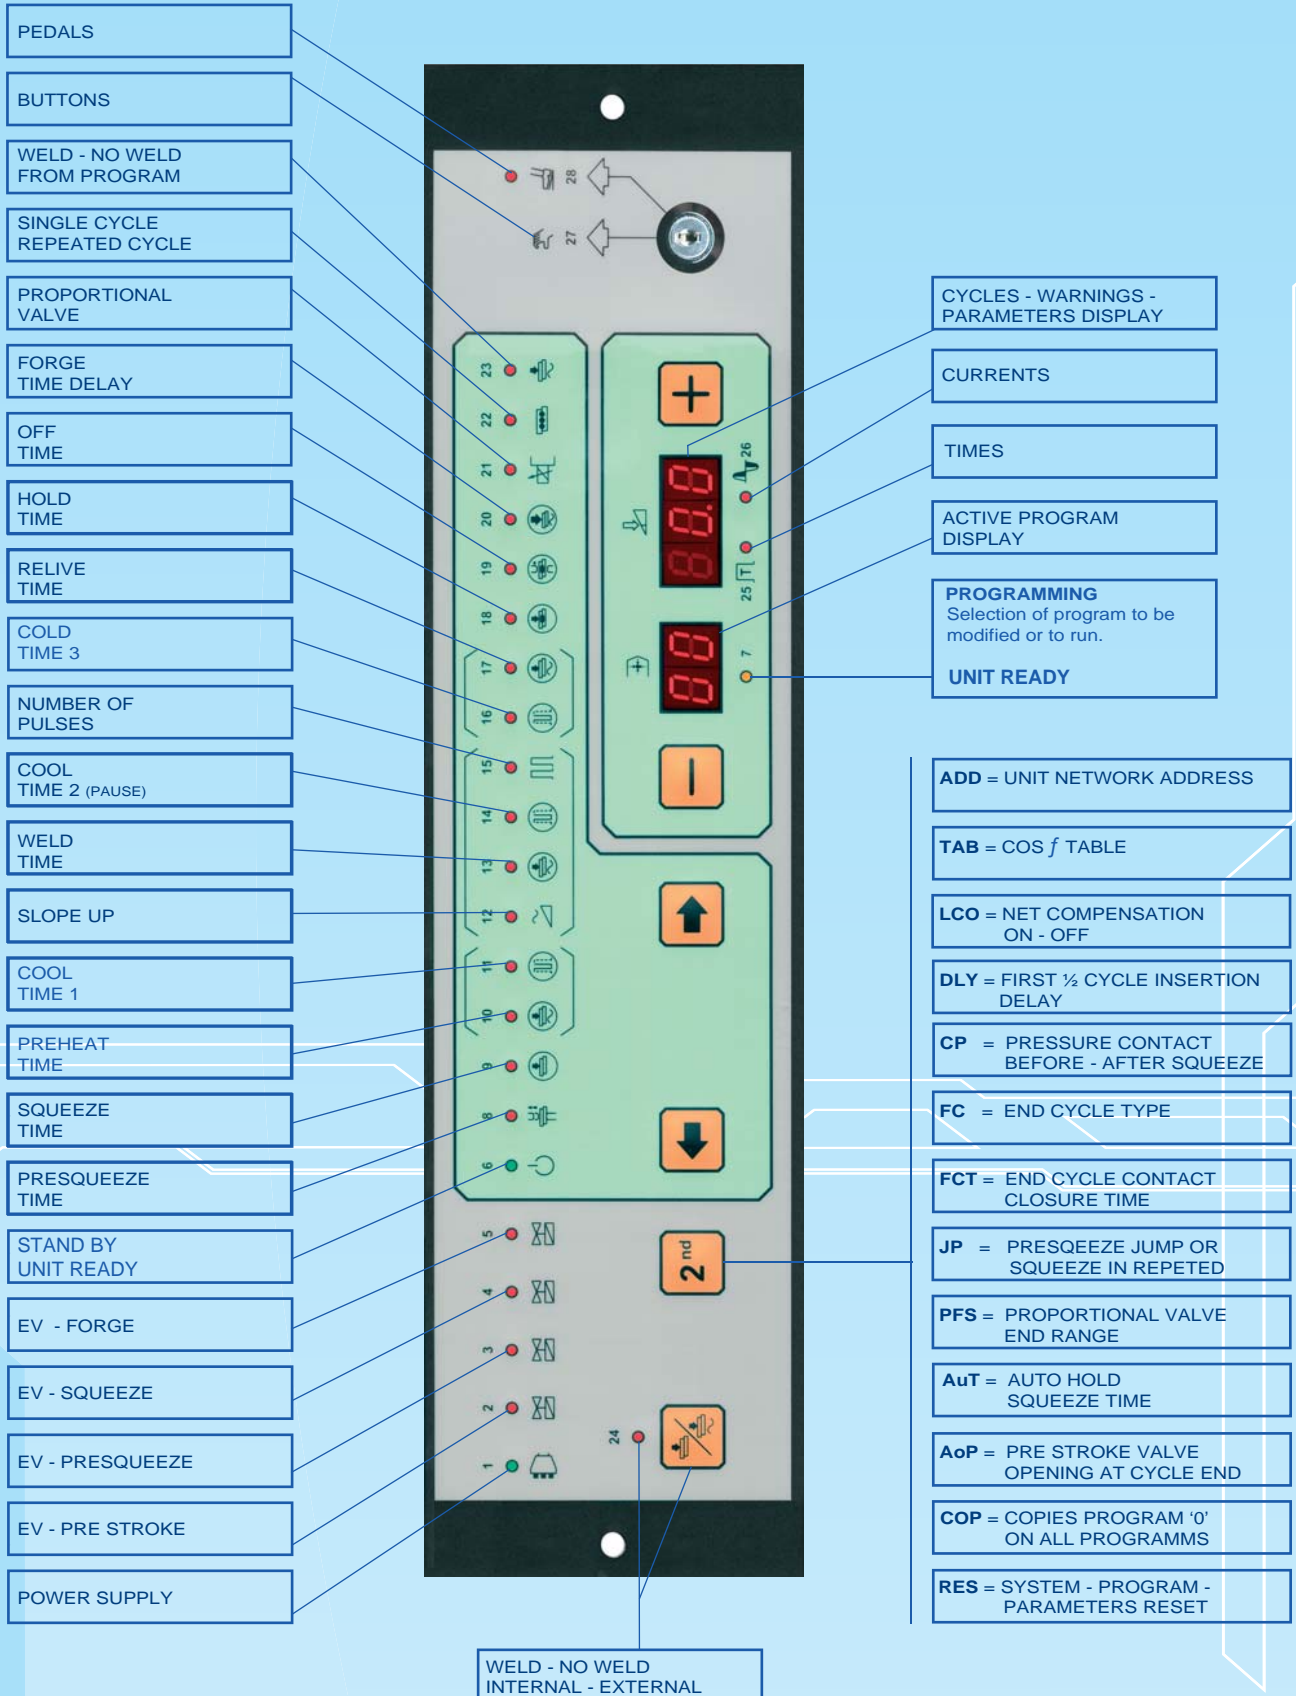 PEDALS
BUTTONS
WELD - NO WELD
FROM PROGRAM
SINGLE CYCLE
REPEATED CYCLE
PROPORTIONAL
VALVE
FORGE
TIME DELAY
OFF
TIME
HOLD
TIME
RELIVE
TIME
COLD
TIME 3
NUMBER OF
PULSES
COOL
TIME 2 (PAUSE)
WELD
TIME
SLOPE UP
COOL
TIME 1
PREHEAT
TIME
SQUEEZE
TIME
PRESQUEEZE
TIME
STAND BY
UNIT READY
EV - FORGE
EV - SQUEEZE
EV - PRESQUEEZE
EV - PRE STROKE
POWER SUPPLY
28
27
23
22
21
20
19
18
17
16
15
14
13
12
11
10
9
8
6
5
4
3
2
1
+
26
8.8.8
25 T
88
7
−
2nd
24
WELD - NO WELD
INTERNAL - EXTERNAL
CYCLES - WARNINGS -
PARAMETERS DISPLAY
CURRENTS
TIMES
ACTIVE PROGRAM
DISPLAY
PROGRAMMING
Selection of program to be
modified or to run.
UNIT READY
ADD = UNIT NETWORK ADDRESS
TAB = COS ƒ TABLE
LCO = NET COMPENSATION
ON - OFF
DLY = FIRST ½ CYCLE INSERTION
DELAY
CP = PRESSURE CONTACT
BEFORE - AFTER SQUEEZE
FC = END CYCLE TYPE
FCT = END CYCLE CONTACT
CLOSURE TIME
JP = PRESQEEZE JUMP OR
SQUEEZE IN REPETED
PFS = PROPORTIONAL VALVE
END RANGE
AuT = AUTO HOLD
SQUEEZE TIME
AoP = PRE STROKE VALVE
OPENING AT CYCLE END
COP = COPIES PROGRAM ‘0’
ON ALL PROGRAMMS
RES = SYSTEM - PROGRAM -
PARAMETERS RESET